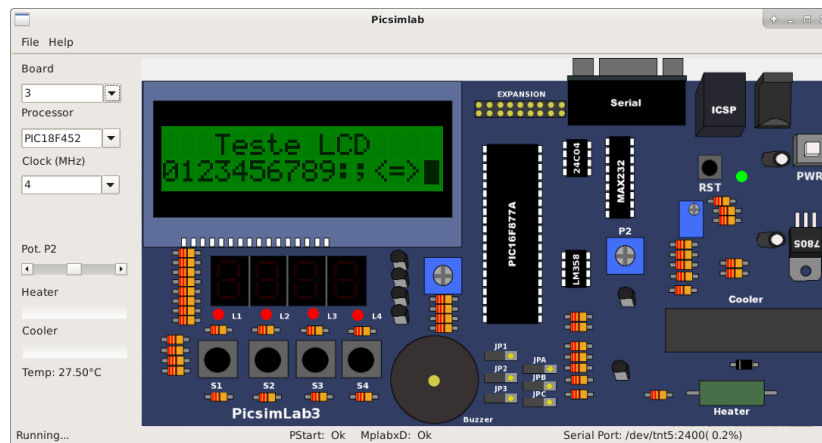 Picsimlab
File Help
Board
3
Processor
PIC18F452
Clock (MHz)
4
Pot. P2
Heater
Cooler
Temp: 27.50°C
Teste LCD
0123456789:;<=>
EXPANSION
Serial
ICSP
24C04
MAX232
RST
PWR
PIC16F877A
P2
LM358
7805
L1 L2 L3 L4
Cooler
S1 S2 S3 S4
JP1
JPA
JP2
JPB
JP3
JPC
PicsimLab3
Buzzer
Heater
Running...
PStart: Ok MplabxD: Ok
Serial Port: /dev/tnt5:2400( 0.2%)